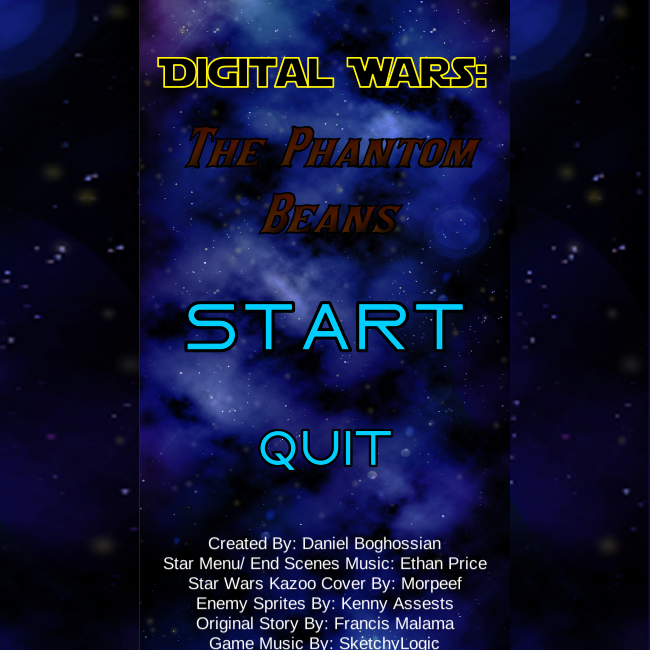 DIGITAL WARS:
The Phantom
Beans
START
QUIT
Created By: Daniel Boghossian
Star Menu/ End Scenes Music: Ethan Price
Star Wars Kazoo Cover By: Morpeef
Enemy Sprites By: Kenny Assests
Original Story By: Francis Malama
Game Music By: SketchyLogic